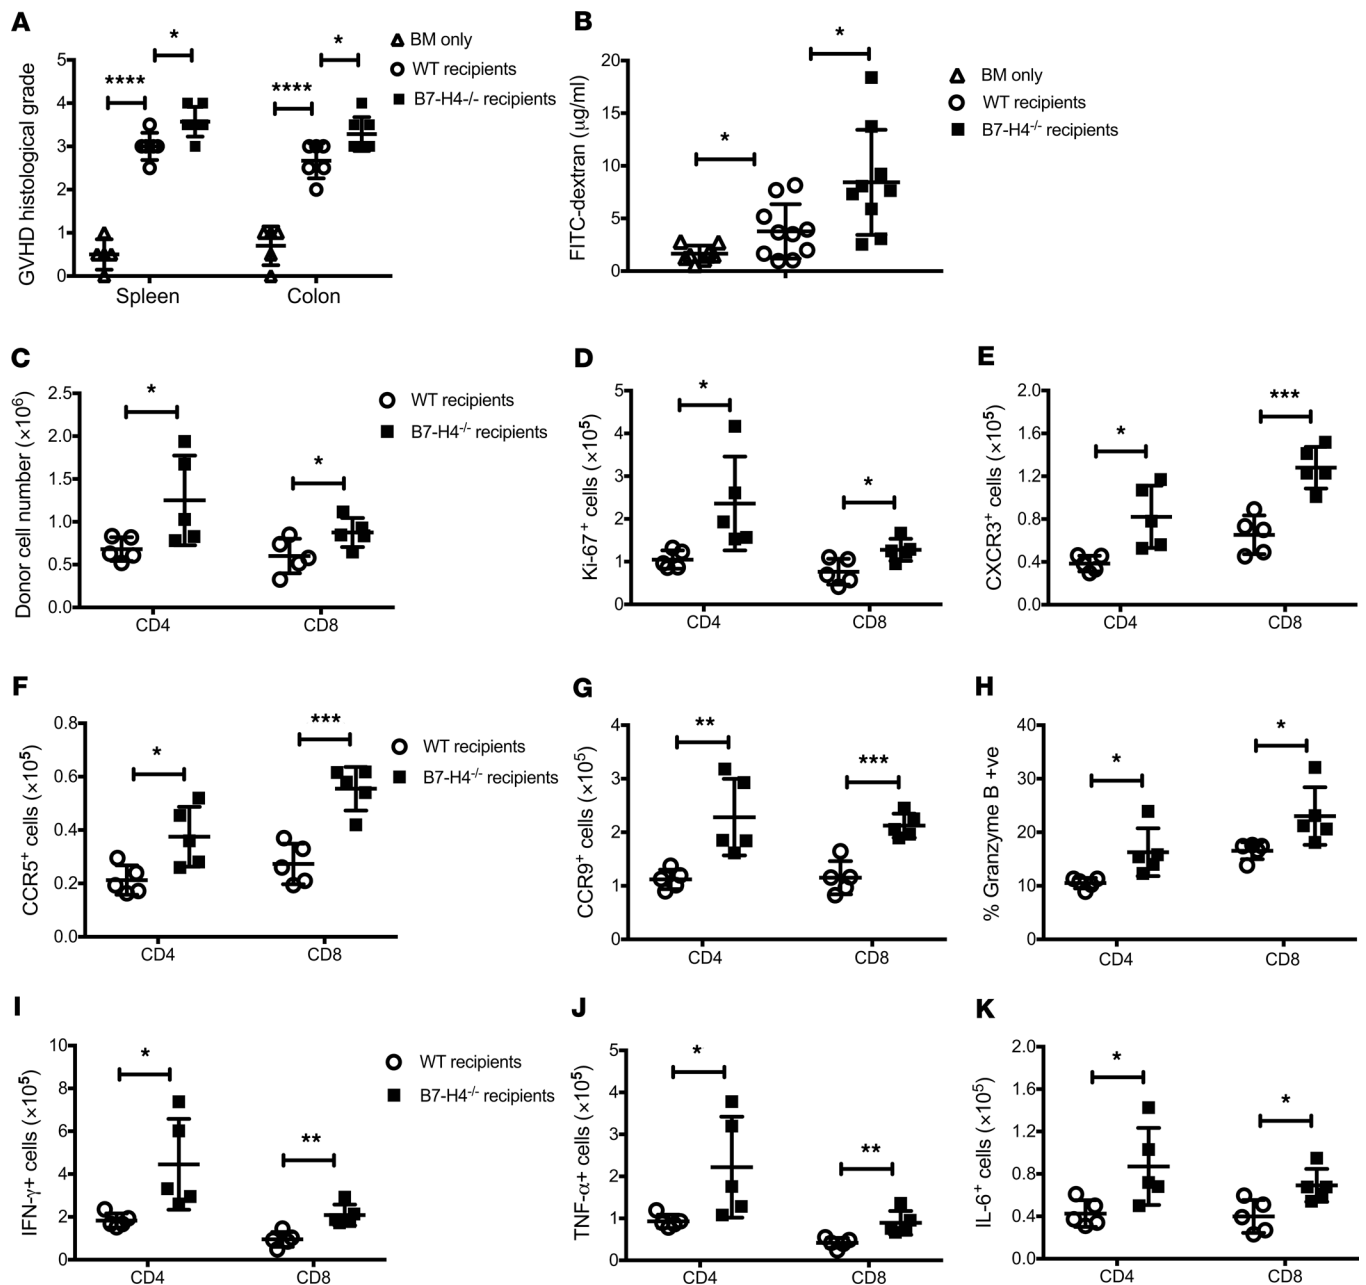 A
GVHD histological grade
5
4
3
2
1
0
****
*
****
*
Spleen
Colon
BM only
WT recipients
B7-H4-/- recipients
B
FITC-dextran (µg/ml)
20
15
10
5
0
*
*
BM only
WT recipients
B7-H4-/- recipients
C
Donor cell number (×10⁶)
2.5
2.0
1.5
1.0
0.5
0.0
*
*
CD4
CD8
WT recipients
B7-H4-/- recipients
D
Ki-67⁺ cells (×10⁵)
5
4
3
2
1
0
*
*
CD4
CD8
E
CXCR3⁺ cells (×10⁵)
2.0
1.6
1.2
0.8
0.4
0.0
*
***
CD4
CD8
F
CCR5⁺ cells (×10⁵)
0.8
0.6
0.4
0.2
0.0
*
***
CD4
CD8
WT recipients
B7-H4-/- recipients
G
CCR9⁺ cells (×10⁵)
4
3
2
1
0
**
***
CD4
CD8
H
% Granzyme B +ve
40
30
20
10
0
*
*
CD4
CD8
I
IFN-γ+ cells (×10⁵)
10
8
6
4
2
0
*
**
CD4
CD8
WT recipients
B7-H4-/- recipients
J
TNF-α+ cells (×10⁵)
5
4
3
2
1
0
*
**
CD4
CD8
K
IL-6⁺ cells (×10⁵)
2.0
1.6
1.2
0.8
0.4
0.0
*
*
CD4
CD8